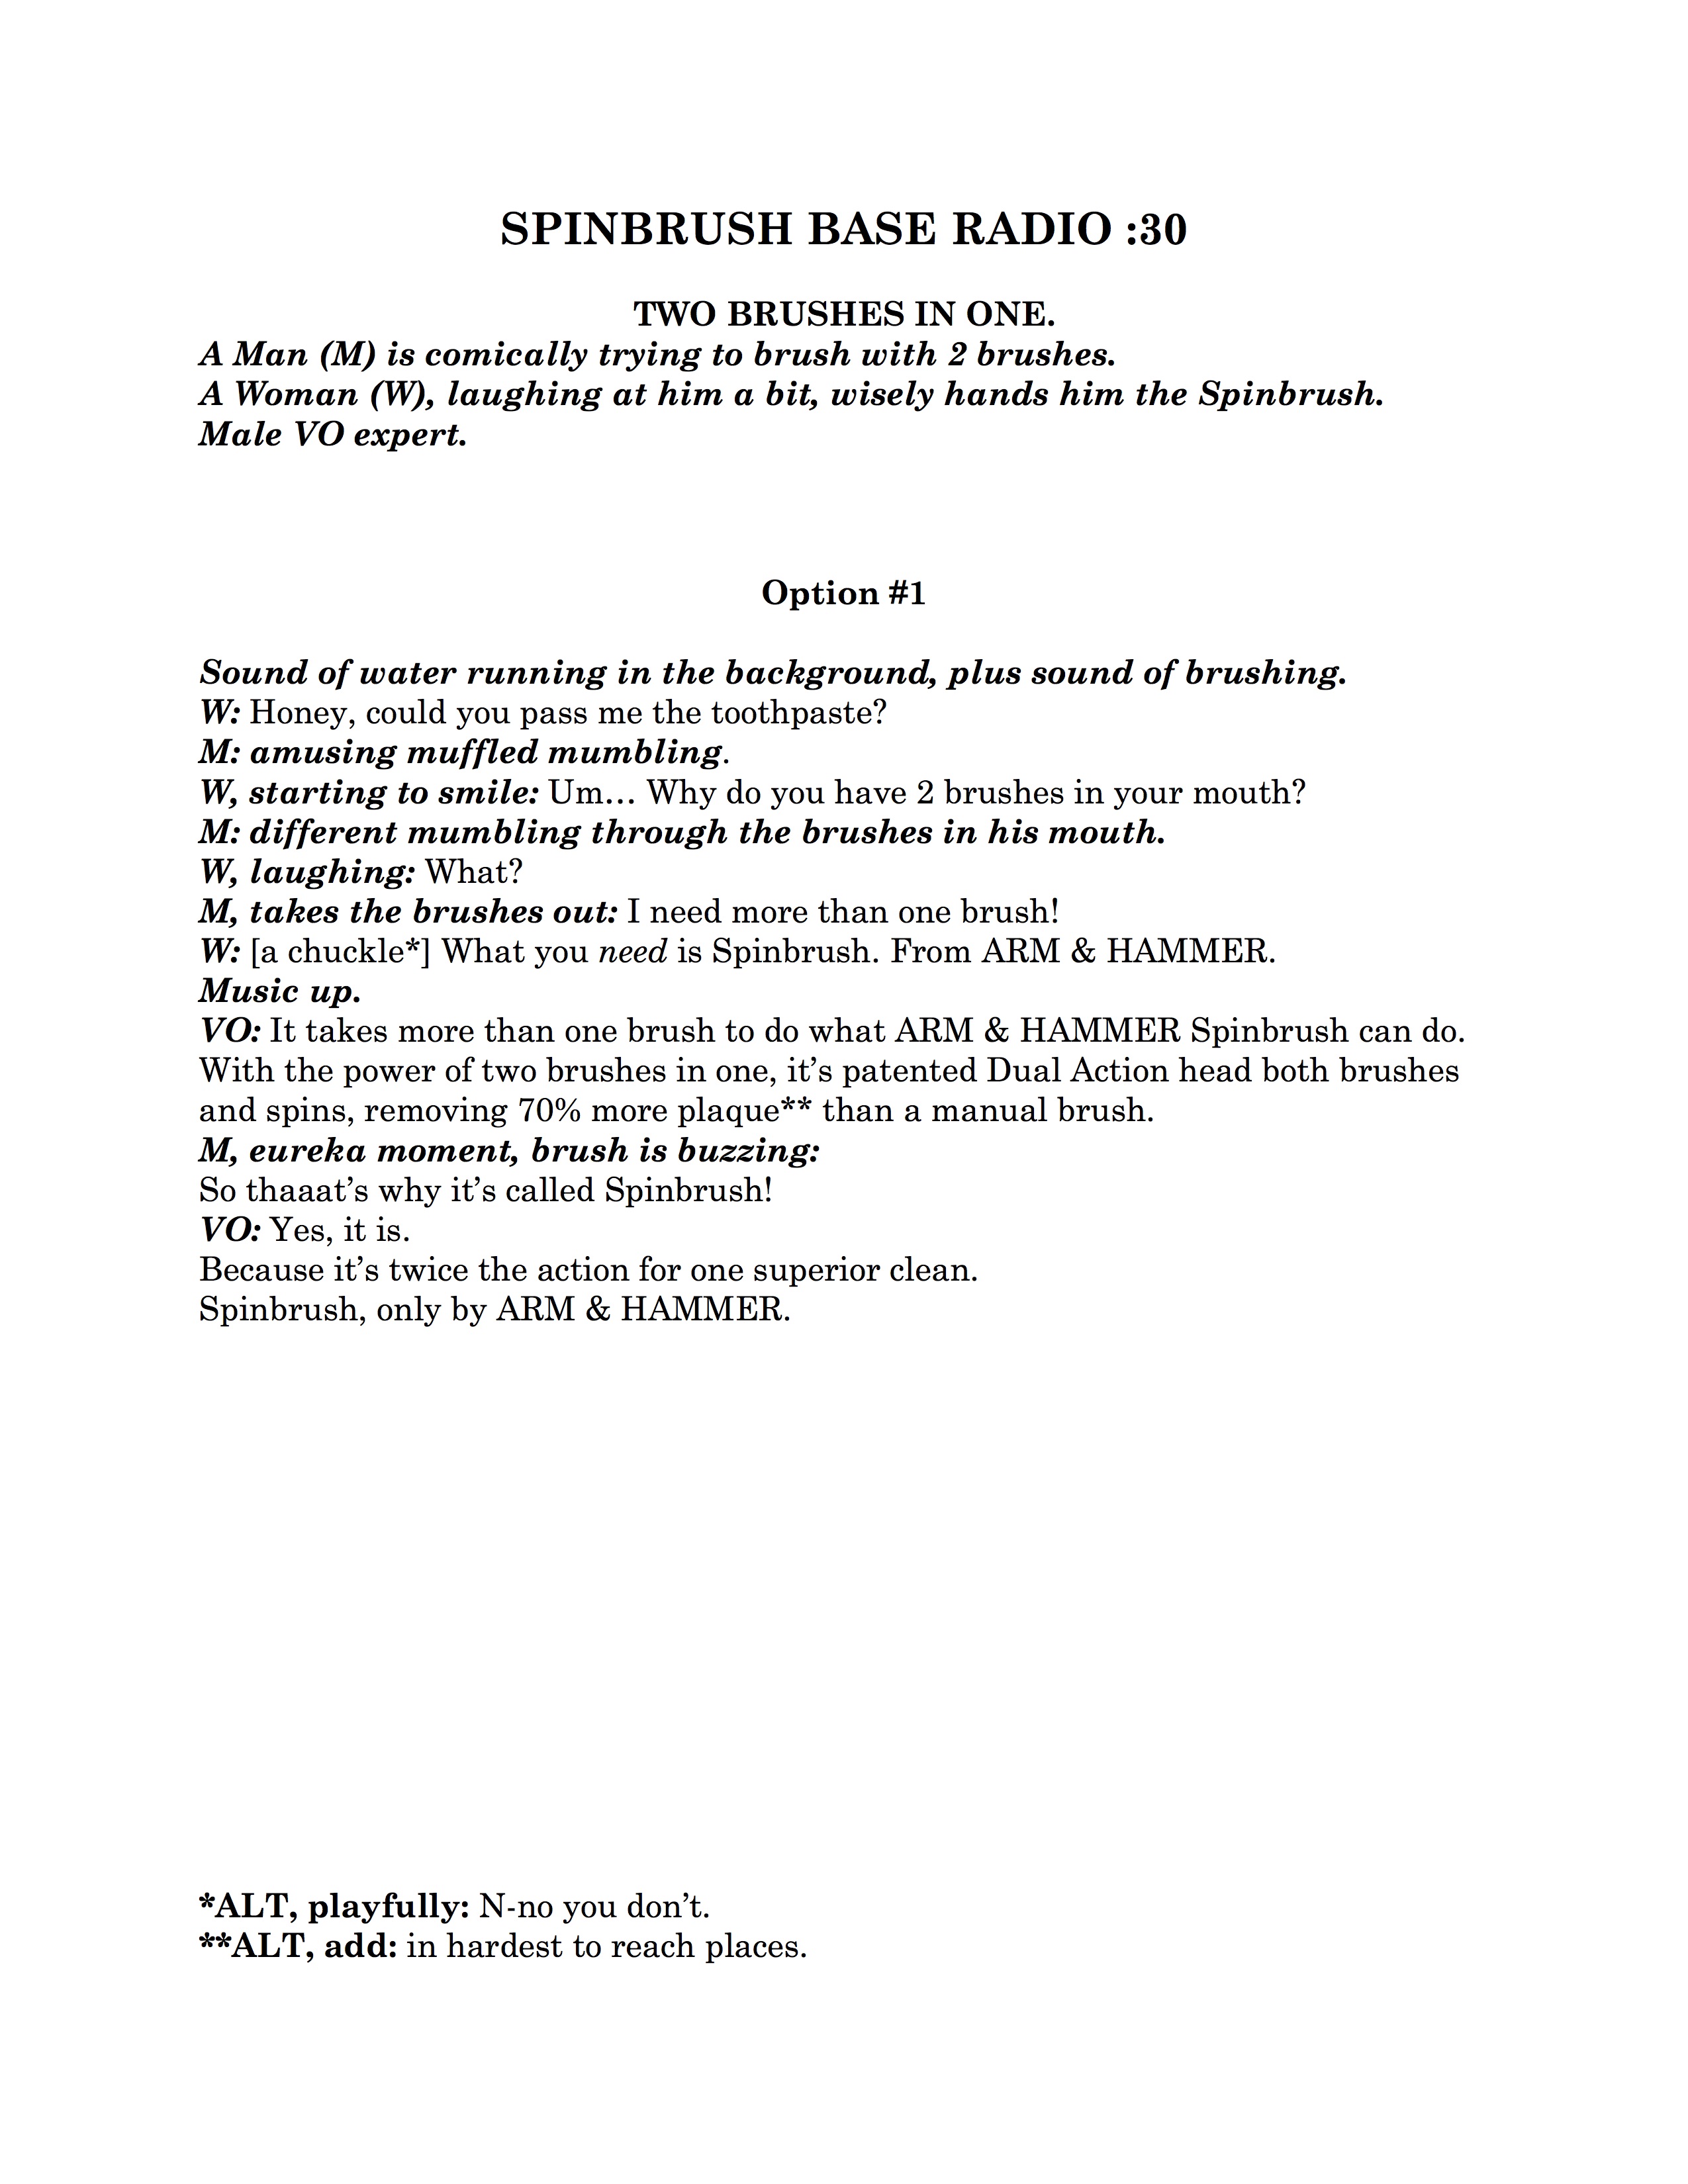 SPINBRUSH BASE RADIO :30
TWO BRUSHES IN ONE.
A Man (M) is comically trying to brush with 2 brushes.
A Woman (W), laughing at him a bit, wisely hands him the Spinbrush.
Male VO expert.
Option #1
Sound of water running in the background, plus sound of brushing.
W: Honey, could you pass me the toothpaste?
M: amusing muffled mumbling.
W, starting to smile: Um… Why do you have 2 brushes in your mouth?
M: different mumbling through the brushes in his mouth.
W, laughing: What?
M, takes the brushes out: I need more than one brush!
W: [a chuckle*] What you need is Spinbrush. From ARM & HAMMER.
Music up.
VO: It takes more than one brush to do what ARM & HAMMER Spinbrush can do.
With the power of two brushes in one, it’s patented Dual Action head both brushes
and spins, removing 70% more plaque** than a manual brush.
M, eureka moment, brush is buzzing:
So thaaat’s why it’s called Spinbrush!
VO: Yes, it is.
Because it’s twice the action for one superior clean.
Spinbrush, only by ARM & HAMMER.
*ALT, playfully: N-no you don’t.
**ALT, add: in hardest to reach places.